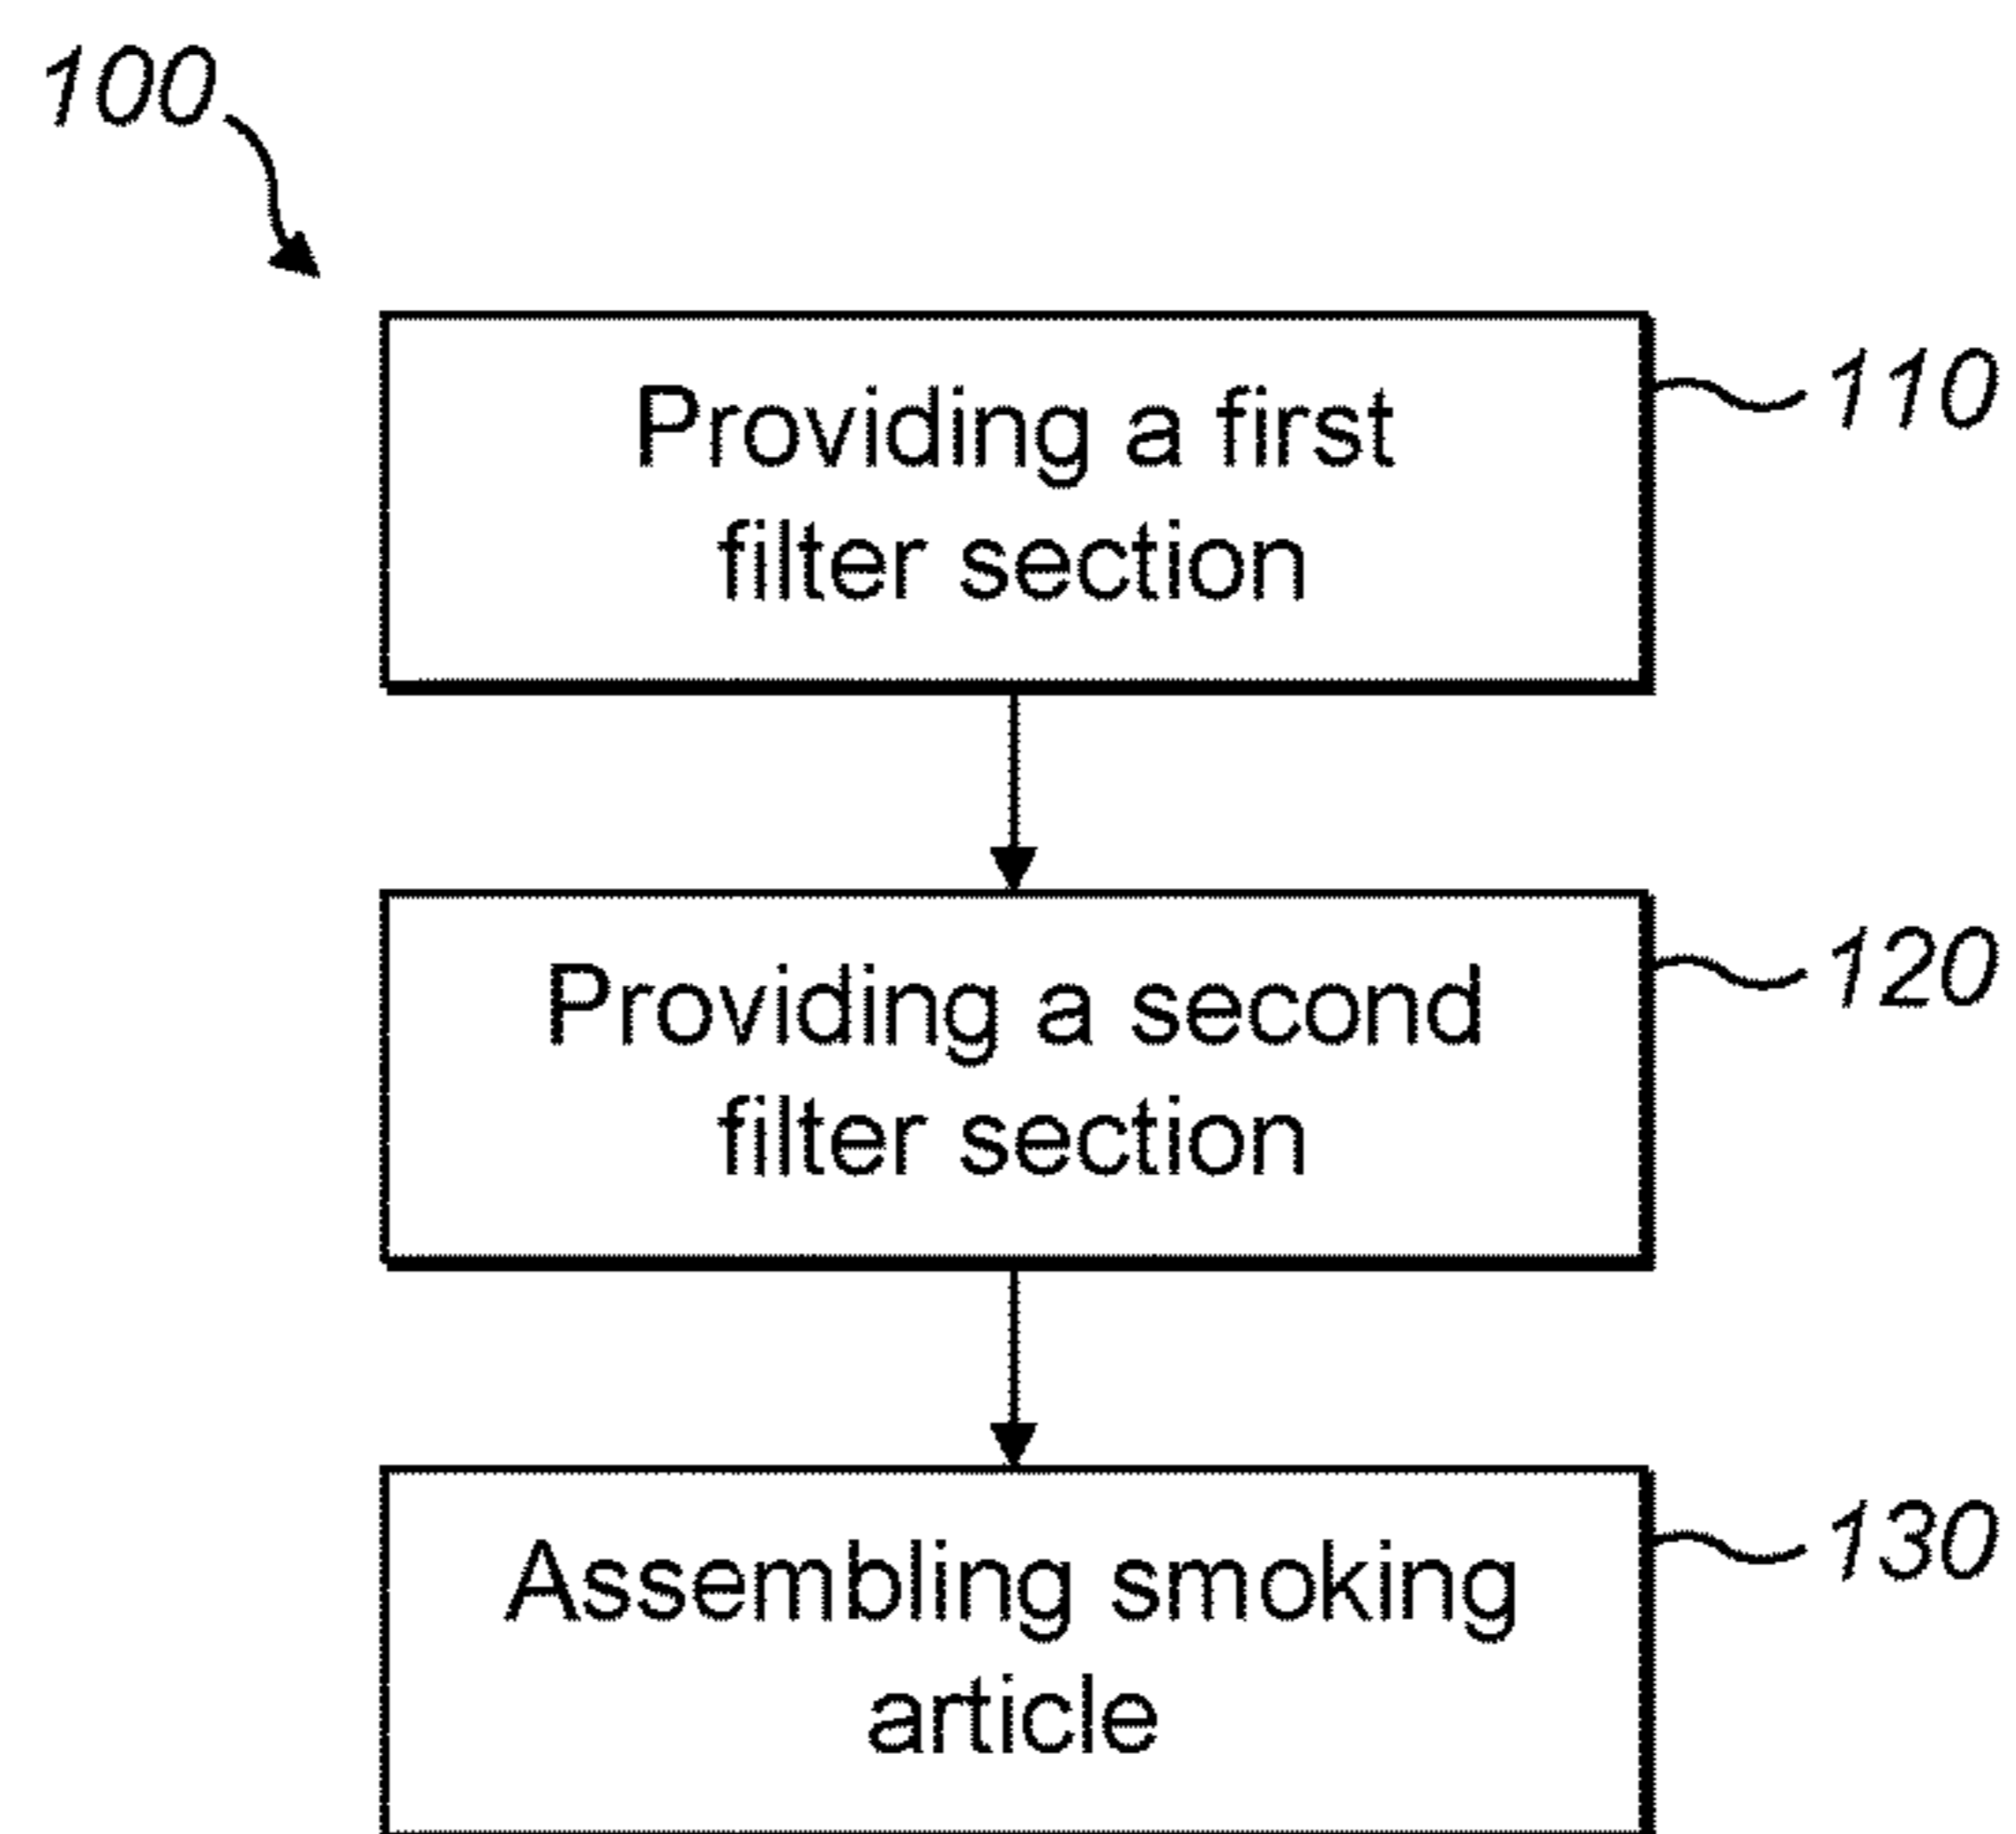 100
Providing a first
filter section
110
Providing a second
filter section
120
Assembling smoking
article
130